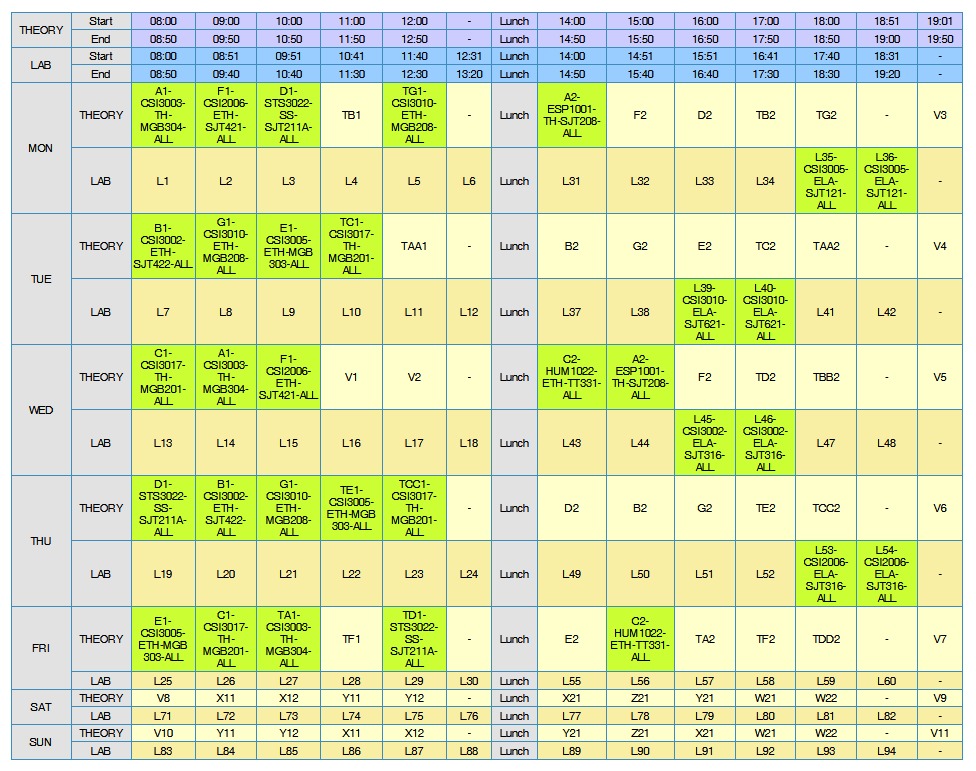 THEORY Start 08:00 09:00 10:00 11:00 12:00 - Lunch 14:00 15:00 16:00 17:00 18:00 18:51 19:01
End 08:50 09:50 10:50 11:50 12:50 - Lunch 14:50 15:50 16:50 17:50 18:50 19:00 19:50
LAB Start 08:00 08:51 09:51 10:41 11:40 12:31 Lunch 14:00 14:51 15:51 16:41 17:40 18:31 -
End 08:50 09:40 10:40 11:30 12:30 13:20 Lunch 14:50 15:40 16:40 17:30 18:30 19:20 -
MON THEORY A1-CSI3003-TH-MGB304-ALL F1-CSI2006-ETH-SJT421-ALL D1-STS3022-SS-SJT211A-ALL TB1 TG1-CSI3010-ETH-MGB208-ALL - Lunch A2-ESP1001-TH-SJT208-ALL F2 D2 TB2 TG2 - V3
LAB L1 L2 L3 L4 L5 L6 Lunch L31 L32 L33 L34 L35-CSI3005-ELA-SJT121-ALL L36-CSI3005-ELA-SJT121-ALL -
TUE THEORY B1-CSI3002-ETH-SJT422-ALL G1-CSI3010-ETH-MGB208-ALL E1-CSI3005-ETH-MGB 303-ALL TC1-CSI3017-TH-MGB201-ALL TAA1 - Lunch B2 G2 E2 TC2 TAA2 - V4
LAB L7 L8 L9 L10 L11 L12 Lunch L37 L38 L39-CSI3010-ELA-SJT621-ALL L40-CSI3010-ELA-SJT621-ALL L41 L42 -
WED THEORY C1-CSI3017-TH-MGB201-ALL A1-CSI3003-TH-MGB304-ALL F1-CSI2006-ETH-SJT421-ALL V1 V2 - Lunch C2-HUM1022-ETH-TT331-ALL A2-ESP1001-TH-SJT208-ALL F2 TD2 TBB2 - V5
LAB L13 L14 L15 L16 L17 L18 Lunch L43 L44 L45-CSI3002-ELA-SJT316-ALL L46-CSI3002-ELA-SJT316-ALL L47 L48 -
THU THEORY D1-STS3022-SS-SJT211A-ALL B1-CSI3002-ETH-SJT422-ALL G1-CSI3010-ETH-MGB208-ALL TE1-CSI3005-ETH-MGB 303-ALL TCC1-CSI3017-TH-MGB201-ALL - Lunch D2 B2 G2 TE2 TCC2 - V6
LAB L19 L20 L21 L22 L23 L24 Lunch L49 L50 L51 L52 L53-CSI2006-ELA-SJT316-ALL L54-CSI2006-ELA-SJT316-ALL -
FRI THEORY E1-CSI3005-ETH-MGB 303-ALL C1-CSI3017-TH-MGB201-ALL TA1-CSI3003-TH-MGB304-ALL TF1 TD1-STS3022-SS-SJT211A-ALL - Lunch E2 C2-HUM1022-ETH-TT331-ALL TA2 TF2 TDD2 - V7
LAB L25 L26 L27 L28 L29 L30 Lunch L55 L56 L57 L58 L59 L60 -
SAT THEORY V8 X11 X12 Y11 Y12 - Lunch X21 Z21 Y21 W21 W22 - V9
LAB L71 L72 L73 L74 L75 L76 Lunch L77 L78 L79 L80 L81 L82 -
SUN THEORY V10 Y11 Y12 X11 X12 - Lunch Y21 Z21 X21 W21 W22 - V11
LAB L83 L84 L85 L86 L87 L88 Lunch L89 L90 L91 L92 L93 L94 -